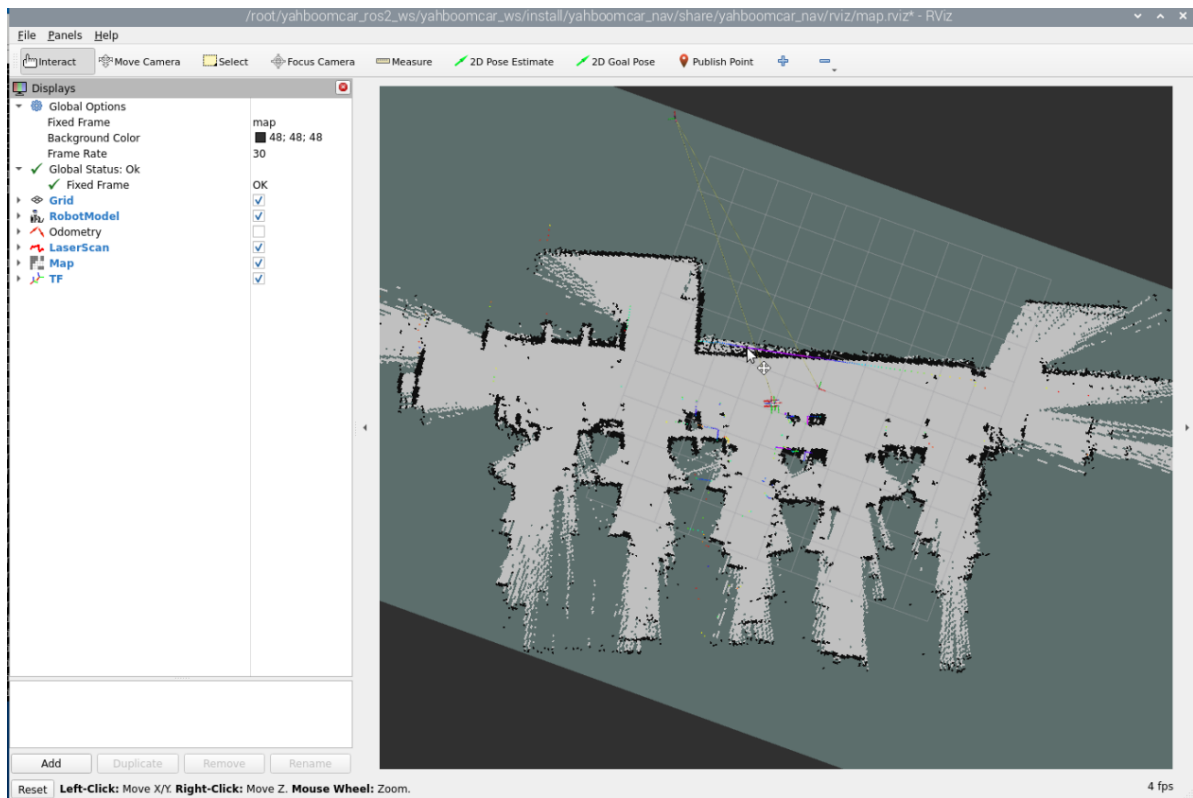 /root/yahboomcar_ros2_ws/yahboomcar_ws/install/yahboomcar_nav/share/yahboomcar_nav/rviz/map.rviz* - RViz
File Panels Help
Interact Move Camera Select Focus Camera Measure 2D Pose Estimate 2D Goal Pose Publish Point
Displays
Global Options
Fixed Frame map
Background Color 48; 48; 48
Frame Rate 30
Global Status: Ok
Fixed Frame OK
Grid
RobotModel
Odometry
LaserScan
Map
TF
Add Duplicate Remove Rename
Reset Left-Click: Move X/Y. Right-Click: Move Z. Mouse Wheel: Zoom. 4 fps